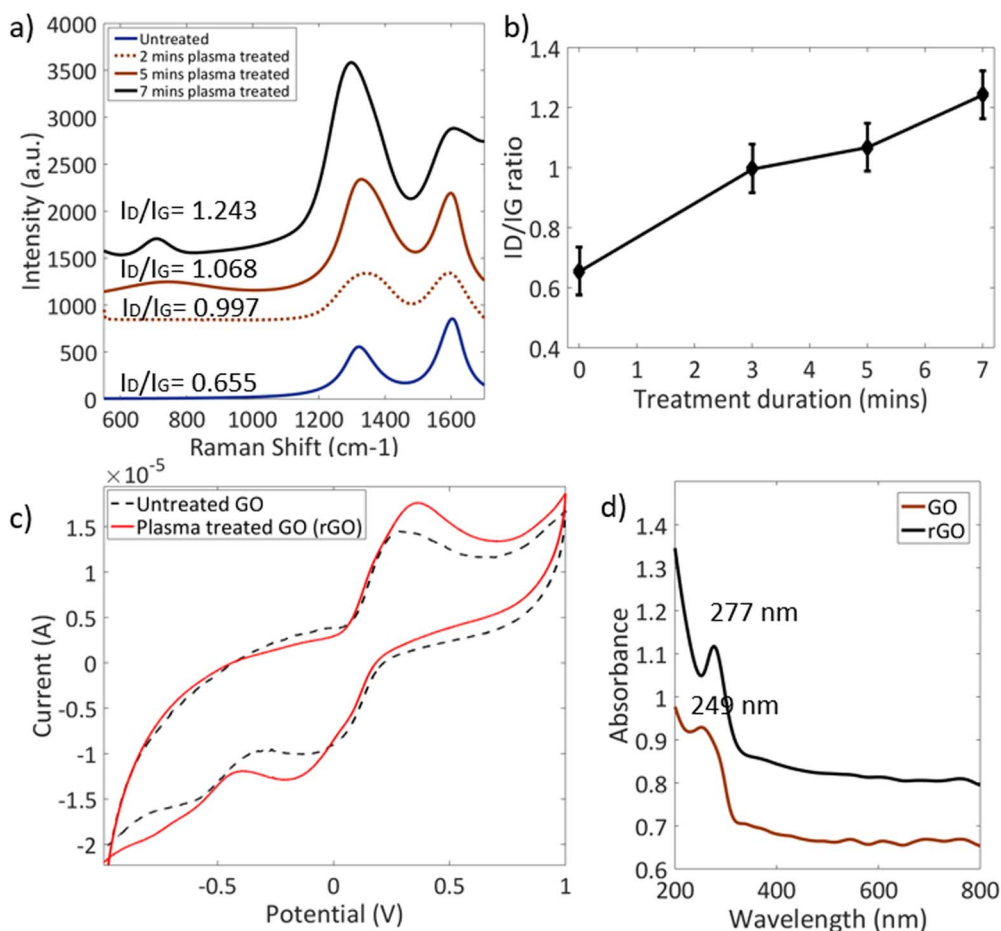 a)
4000
3500
3000
2500
2000
1500
1000
500
0
Intensity (a.u.)
Untreated
2 mins plasma treated
5 mins plasma treated
7 mins plasma treated
ID/IG= 1.243
ID/IG= 1.068
ID/IG= 0.997
ID/IG= 0.655
600 800 1000 1200 1400 1600
Raman Shift (cm-1)
b)
1.4
1.2
1
0.8
0.6
0.4
ID/IG ratio
0 1 2 3 4 5 6 7
Treatment duration (mins)
c)
×10-5
1.5
1
0.5
0
-0.5
-1
-1.5
-2
Current (A)
Untreated GO
Plasma treated GO (rGO)
-0.5 0 0.5 1
Potential (V)
d)
1.4
1.3
1.2
1.1
1
0.9
0.8
0.7
0.6
Absorbance
GO
rGO
277 nm
249 nm
200 400 600 800
Wavelength (nm)